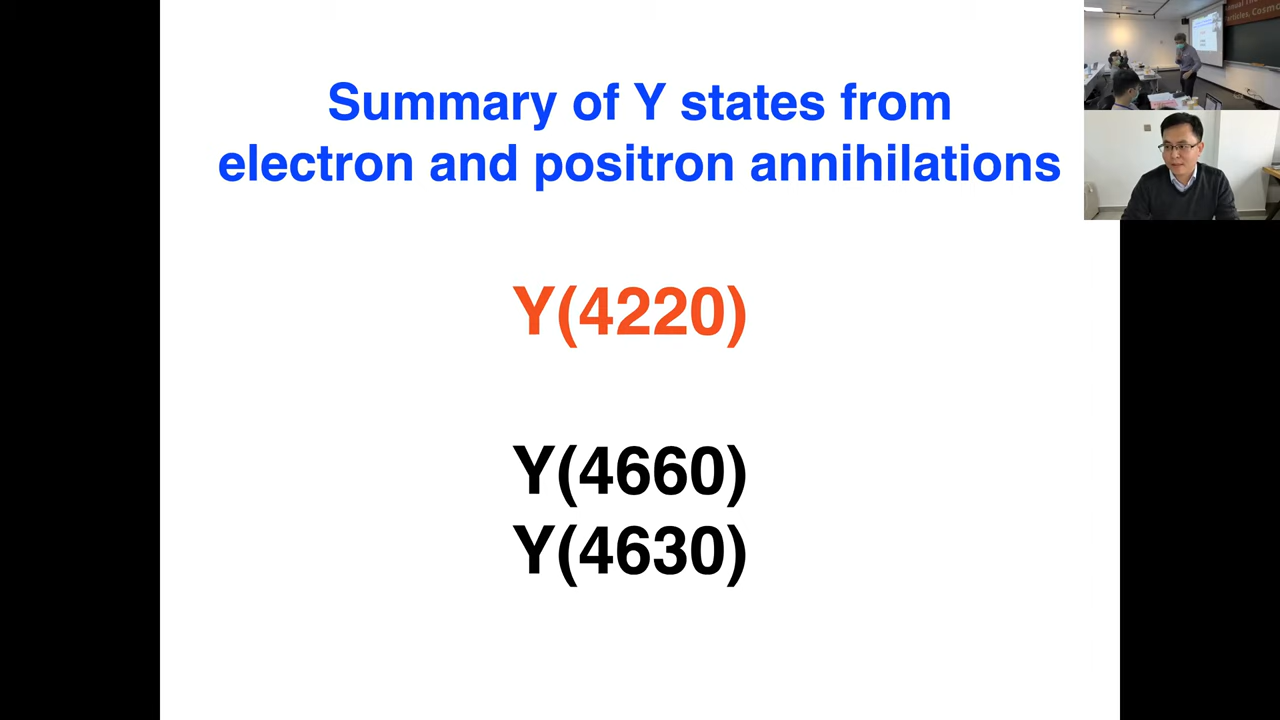 Summary of Y states from
electron and positron annihilations
Y(4220)
Y(4660)
Y(4630)